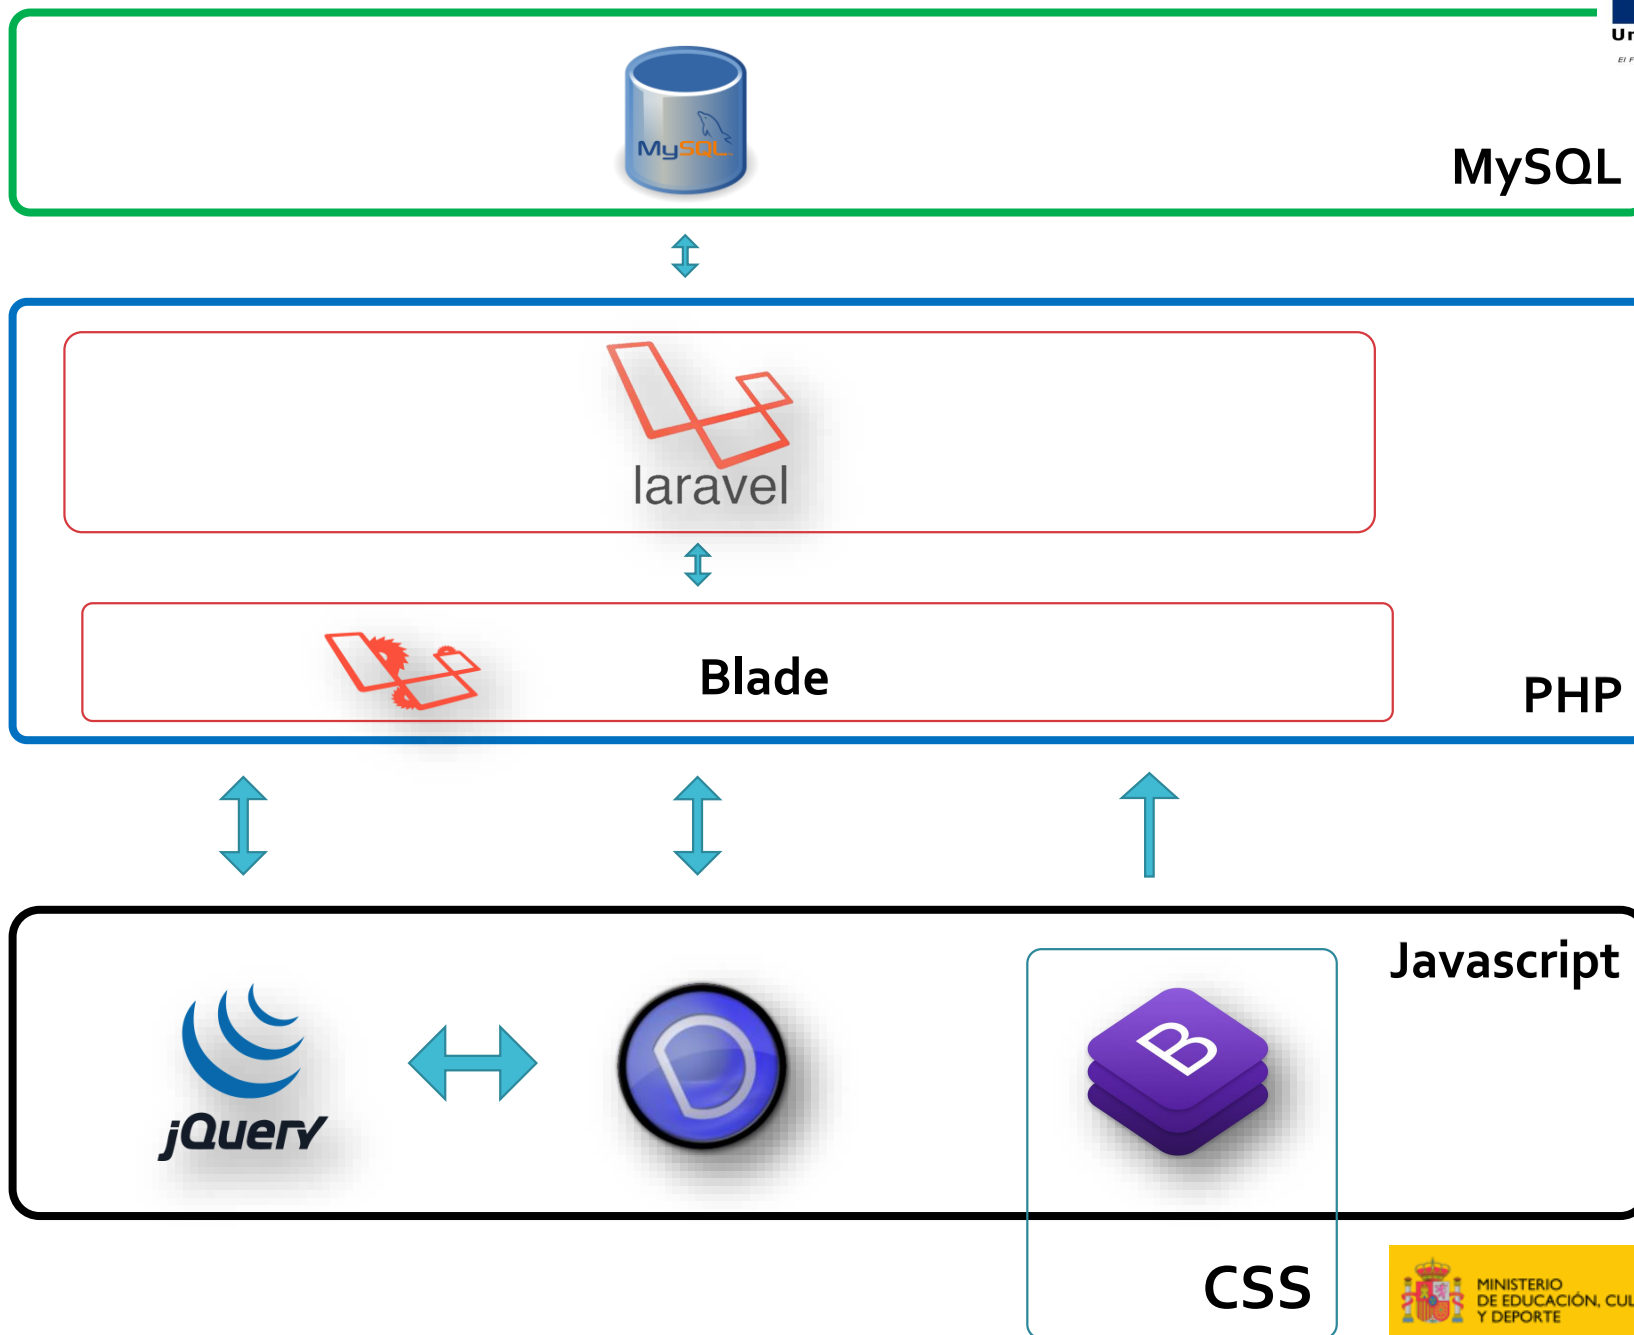 MySQL
MySQL
laravel
Blade
PHP
Javascript
jQuery
B
CSS
MINISTERIO
DE EDUCACIÓN, CUL
Y DEPORTE